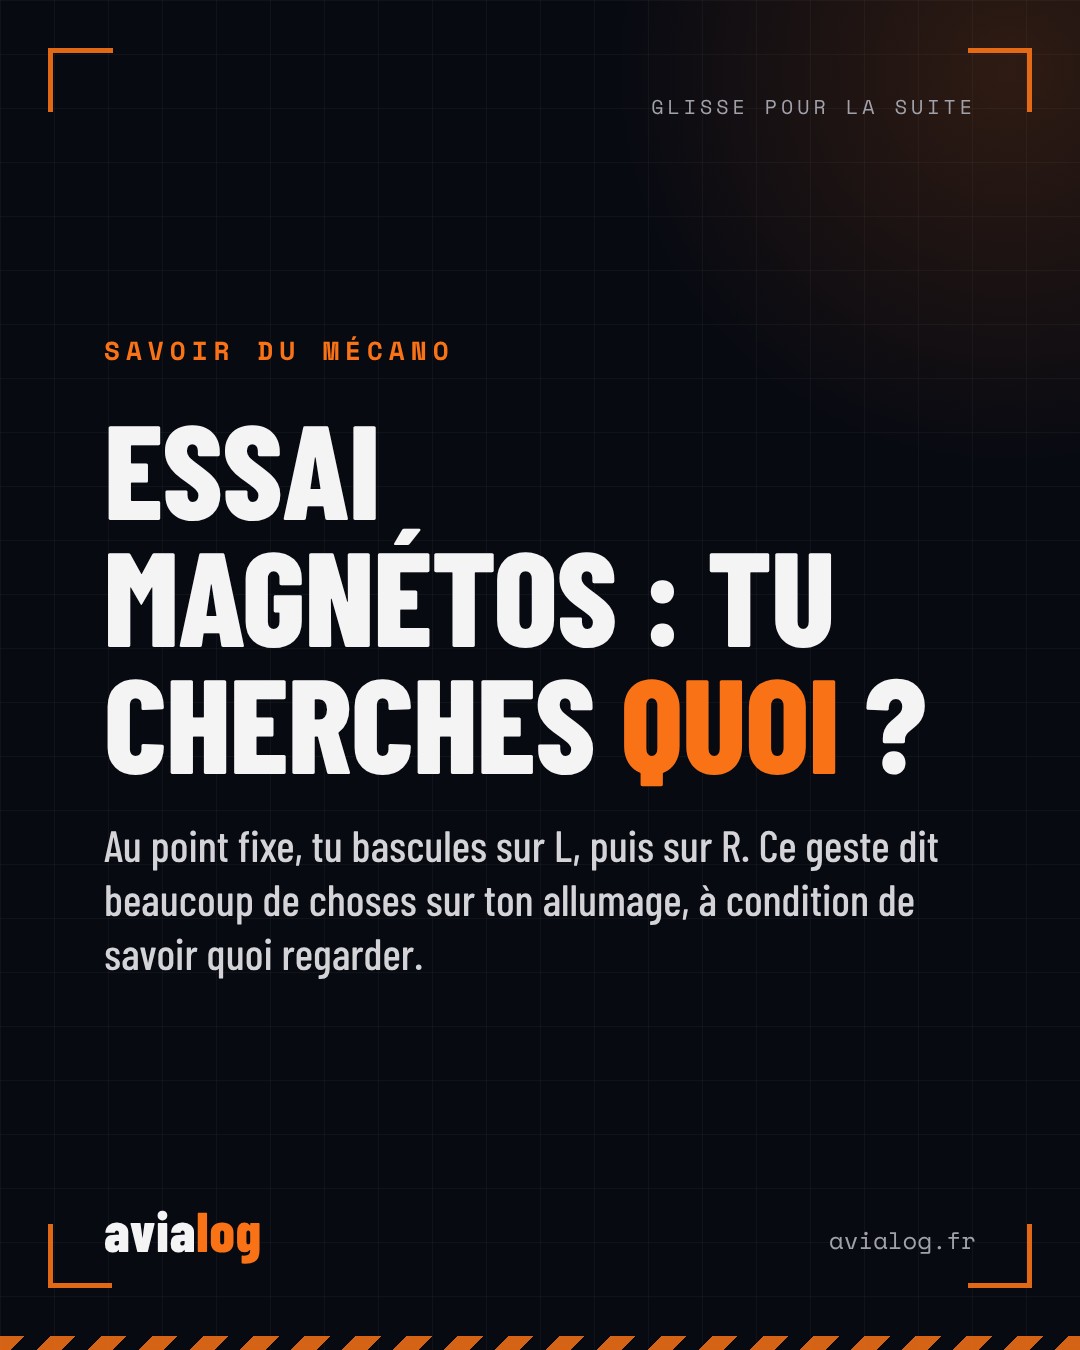 GLISSE POUR LA SUITE
SAVOIR DU MÉCANO
ESSAI
MAGNÉTOS : TU
CHERCHES QUOI ?
Au point fixe, tu bascules sur L, puis sur R. Ce geste dit
beaucoup de choses sur ton allumage, à condition de
savoir quoi regarder.
avialog
avialog.fr